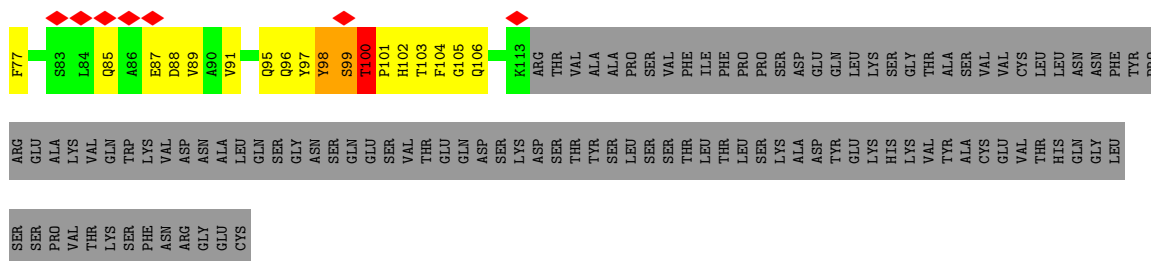 F77 S83 L84 Q85 A86 E87 D88 V89 A90 V91 Q95 Q96 Y97 Y98 S99 T100 P101 H102 T103 F104 G105 Q106 K113 ARG THR VAL ALA ALA PRO SER VAL PHE ILE PHE PRO PRO SER ASP GLU GLN LEU LYS SER GLY THR ALA SER VAL VAL CYS LEU LEU ASN ASN PHE TYR PRO
ARG GLU ALA LYS VAL GLN TRP LYS VAL ASP ASN ALA LEU GLN SER GLY ASN SER GLN GLU SER VAL THR GLU GLN ASP SER LYS ASP SER THR TYR SER LEU SER SER THR LEU THR LEU SER LYS ALA ASP TYR GLU LYS HIS LYS VAL TYR ALA CYS GLU VAL THR HIS GLN GLY LEU
SER SER PRO VAL THR LYS SER PHE ASN ARG GLY GLU CYS